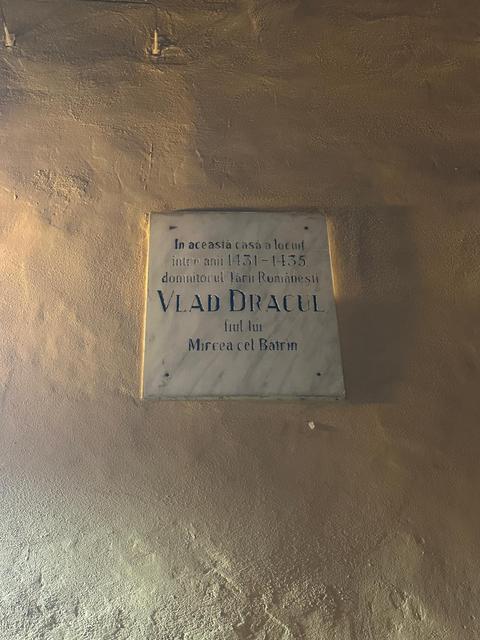 In această casă a locuit
între anii 1431-1435
domnitorul Țării Românești
VLAD DRACUL
fiul lui
Mircea cel Bătrîn